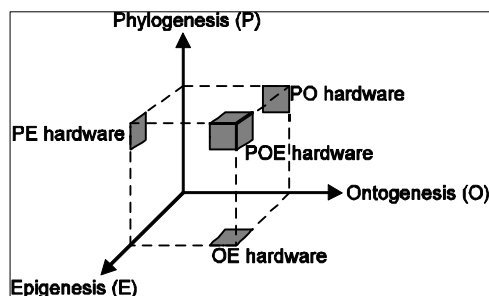 Phylogenesis (P)
PO hardware
PE hardware
POE hardware
Ontogenesis (O)
OE hardware
Epigenesis (E)